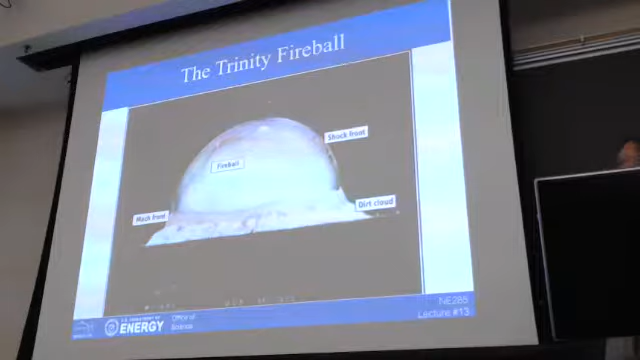 The Trinity Fireball
Shock front
Fireball
Dirt cloud
Mach front
ENERGY
Office of
Science
NE285
Lecture #13